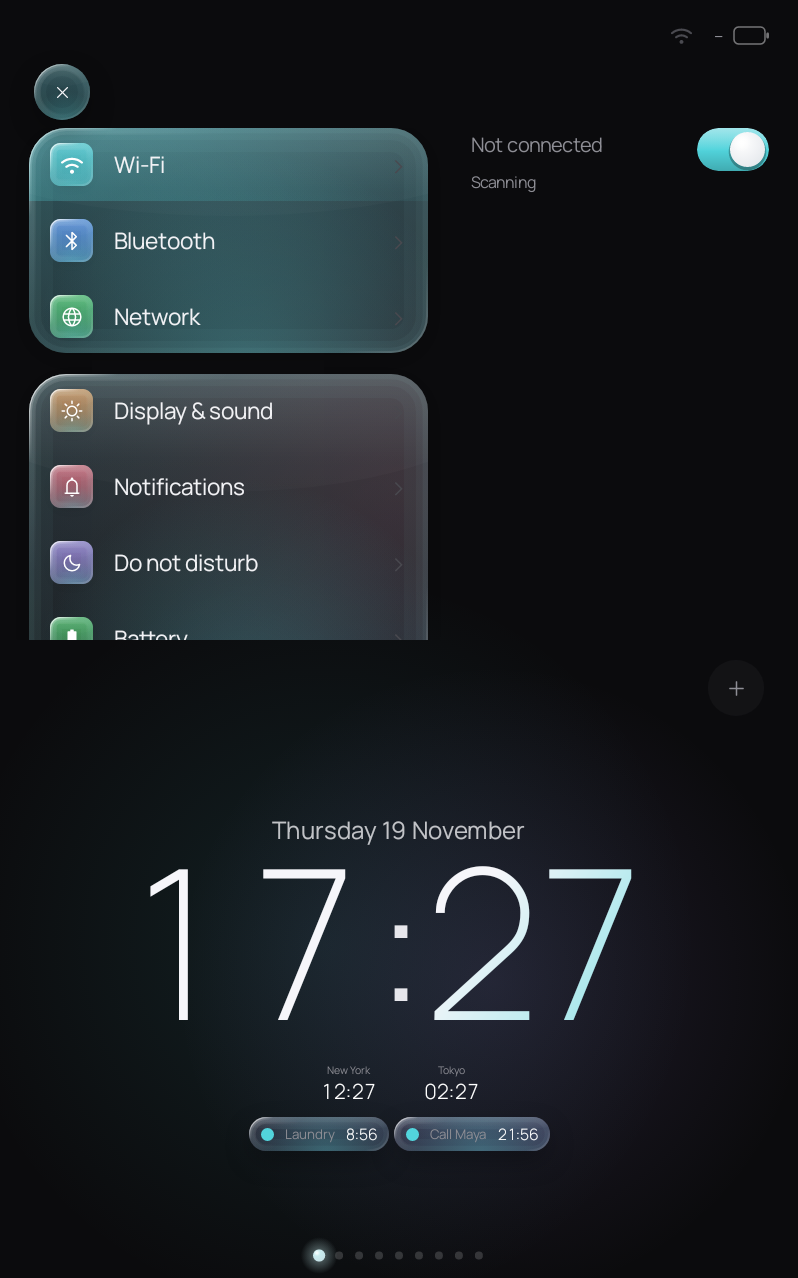 –
Wi-Fi
Not connected
Scanning
Bluetooth
Network
Display & sound
Notifications
Do not disturb
Battery
Thursday 19 November
17:27
New York
Tokyo
12:27
02:27
Laundry 8:56
Call Maya 21:56